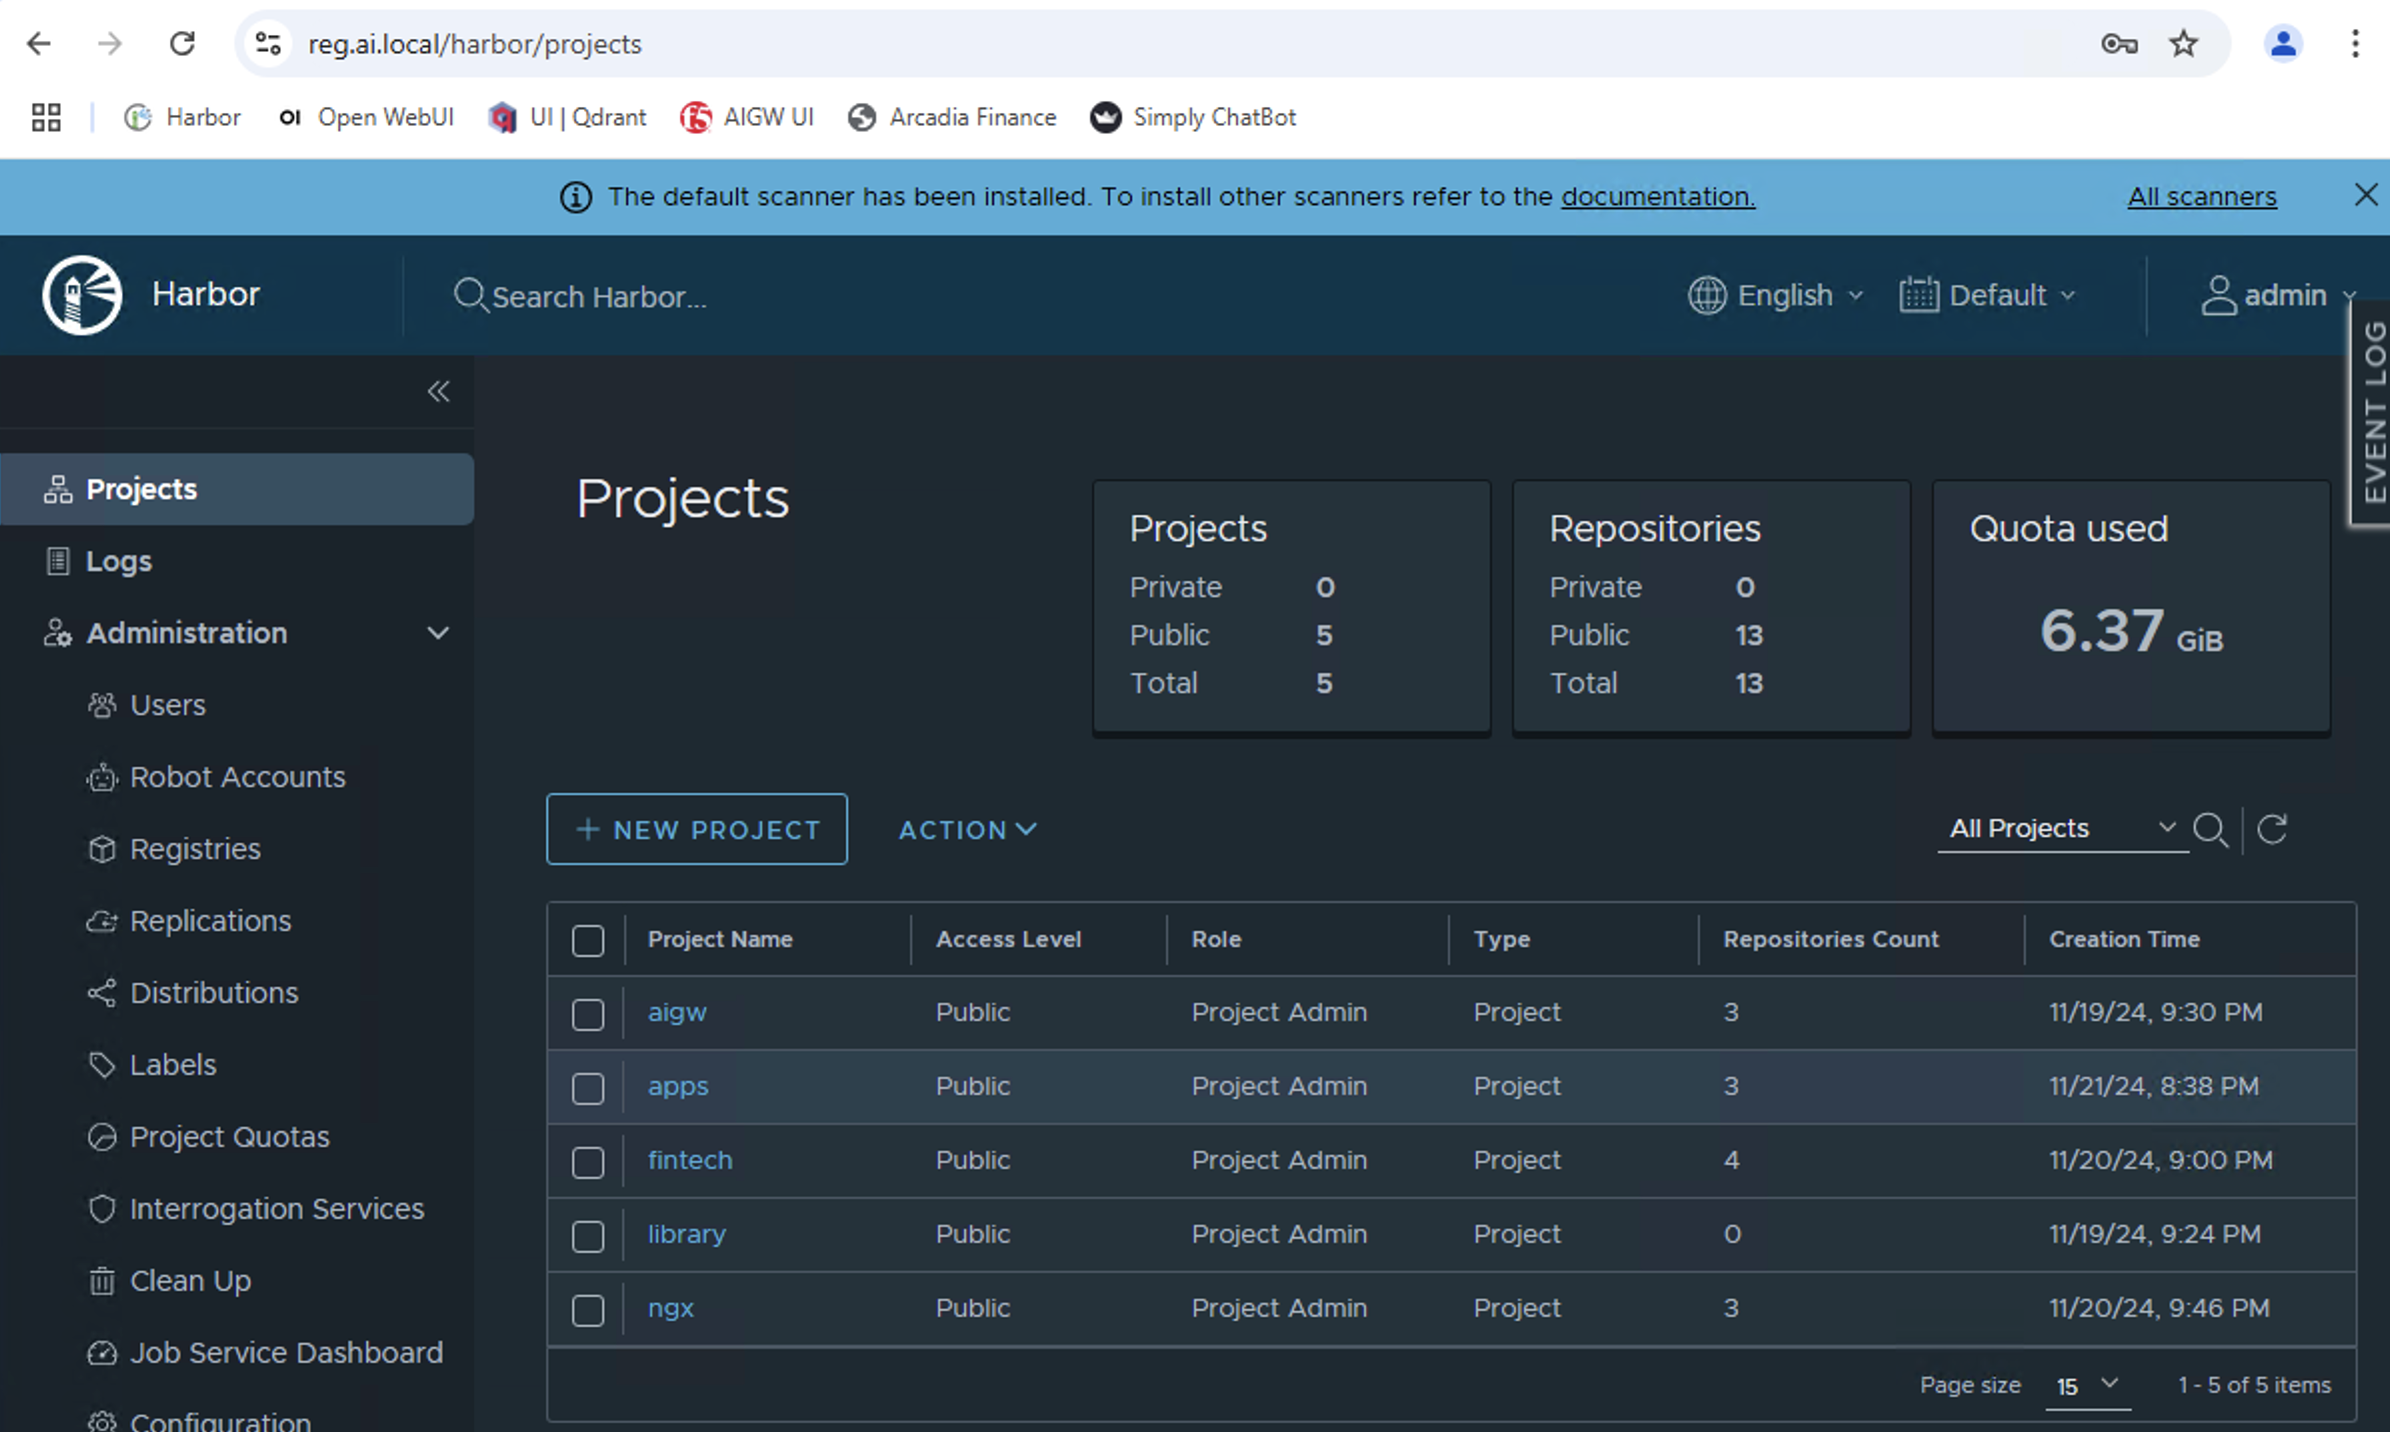 reg.ai.local/harbor/projects
Harbor
OI Open WebUI
UI | Qdrant
AIGW UI
Arcadia Finance
Simply ChatBot
The default scanner has been installed. To install other scanners refer to the documentation.
All scanners
Harbor
Search Harbor...
English
Default
admin
EVENT LOG
Projects
Logs
Administration
Users
Robot Accounts
Registries
Replications
Distributions
Labels
Project Quotas
Interrogation Services
Clean Up
Job Service Dashboard
Configuration
Projects
Projects
Private 0
Public 5
Total 5
Repositories
Private 0
Public 13
Total 13
Quota used
6.37 GiB
+ NEW PROJECT
ACTION
All Projects
Project Name Access Level Role Type Repositories Count Creation Time
aigw Public Project Admin Project 3 11/19/24, 9:30 PM
apps Public Project Admin Project 3 11/21/24, 8:38 PM
fintech Public Project Admin Project 4 11/20/24, 9:00 PM
library Public Project Admin Project 0 11/19/24, 9:24 PM
ngx Public Project Admin Project 3 11/20/24, 9:46 PM
Page size 15 1 - 5 of 5 items